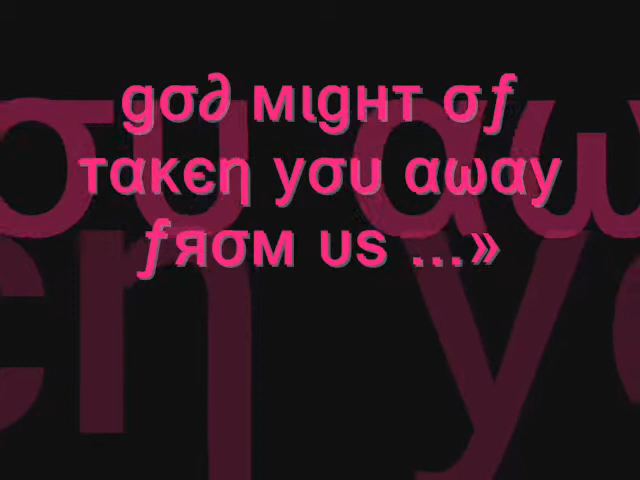 gσ∂ мιgнт σƒ
тαкєη уσυ αωαу
ƒяσм υѕ ...»